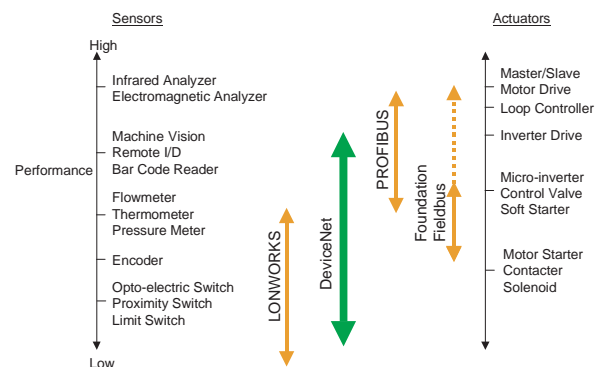 Sensors
High
Infrared Analyzer
Electromagnetic Analyzer
Machine Vision
Remote I/D
Bar Code Reader
Performance
Flowmeter
Thermometer
Pressure Meter
Encoder
Opto-electric Switch
Proximity Switch
Limit Switch
Low
LONWORKS
DeviceNet
PROFIBUS
Foundation
Fieldbus
Actuators
Master/Slave
Motor Drive
Loop Controller
Inverter Drive
Micro-inverter
Control Valve
Soft Starter
Motor Starter
Contacter
Solenoid